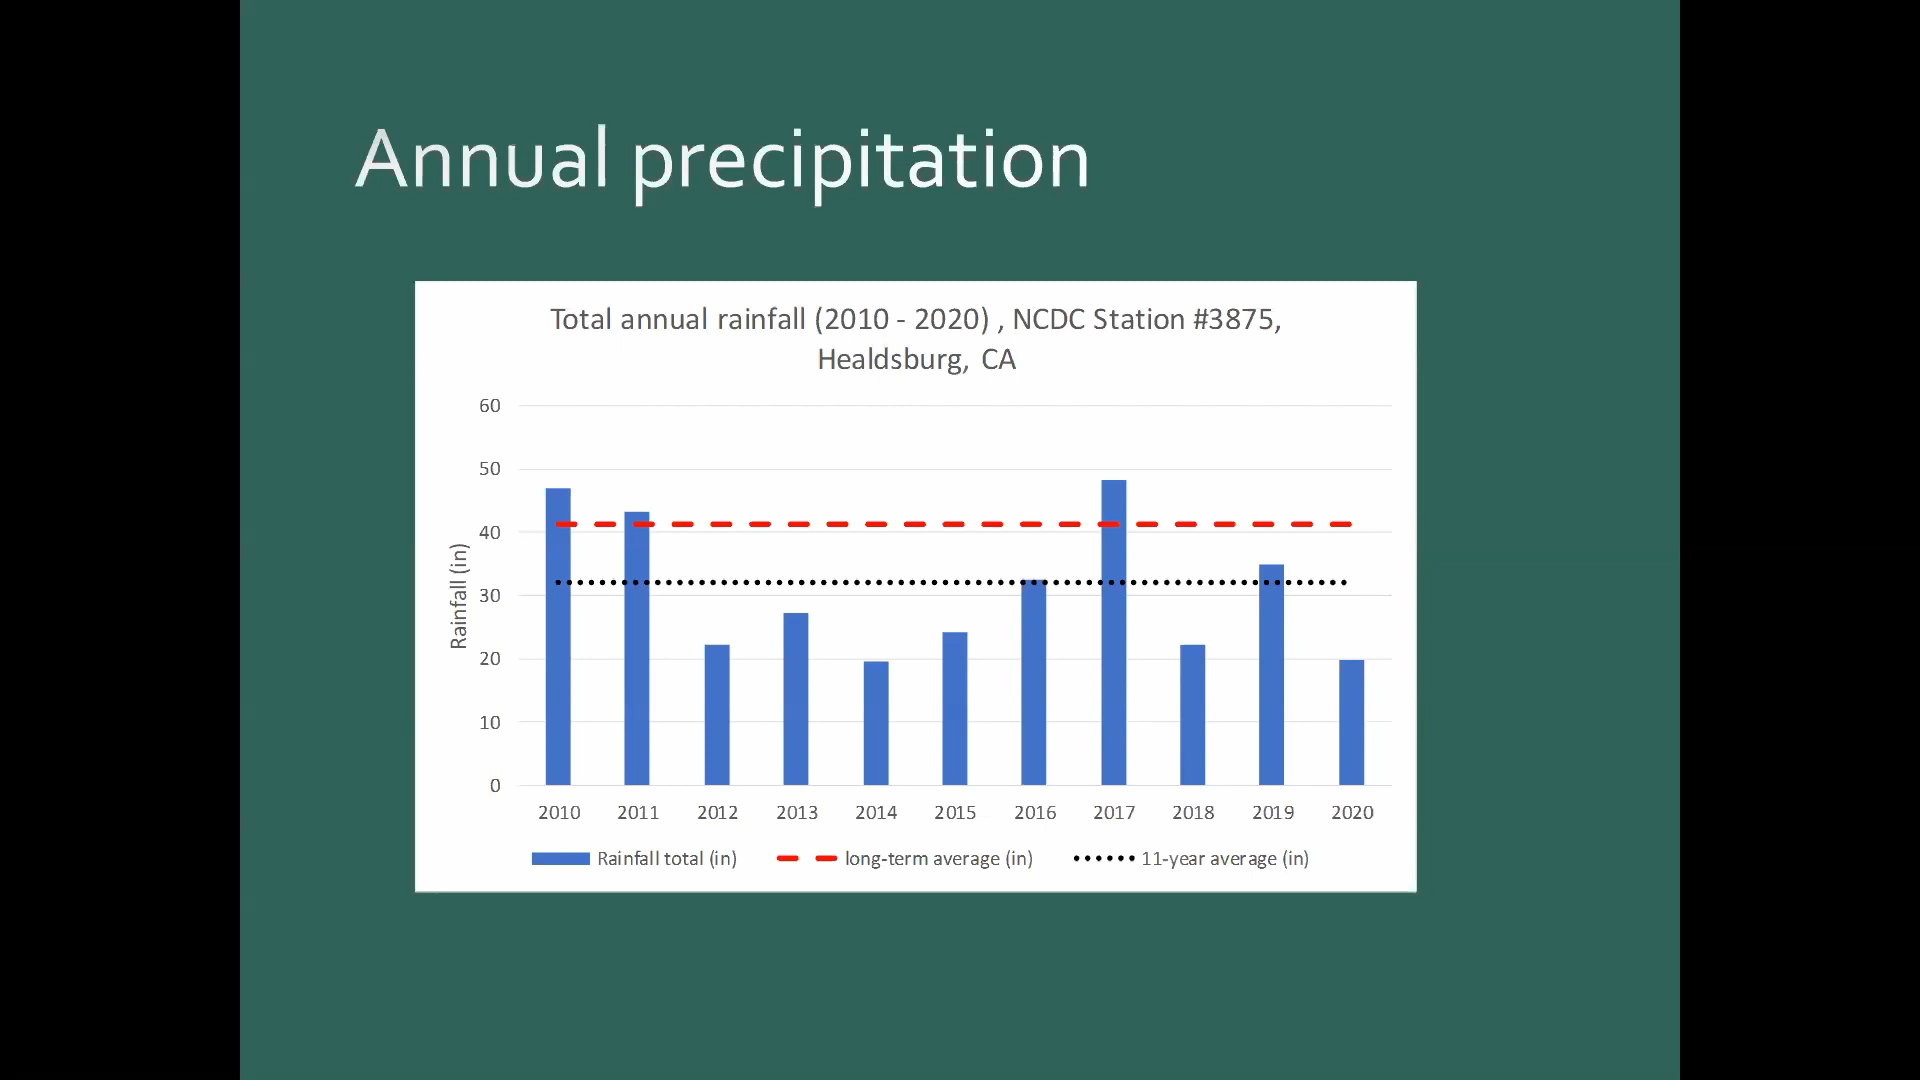 Annual precipitation
Total annual rainfall (2010 - 2020) , NCDC Station #3875,
Healdsburg, CA
60
50
40
30
20
10
0
Rainfall (in)
2010 2011 2012 2013 2014 2015 2016 2017 2018 2019 2020
Rainfall total (in) long-term average (in) 11-year average (in)